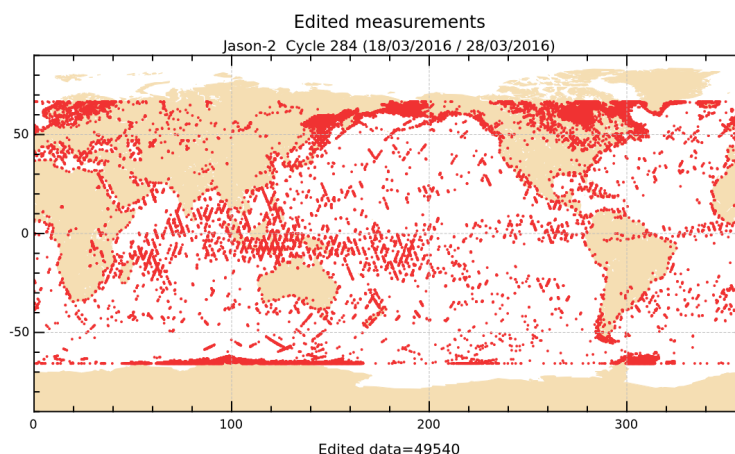 Edited measurements
Jason-2 Cycle 284 (18/03/2016 / 28/03/2016)
50
0
-50
0 100 200 300
Edited data=49540